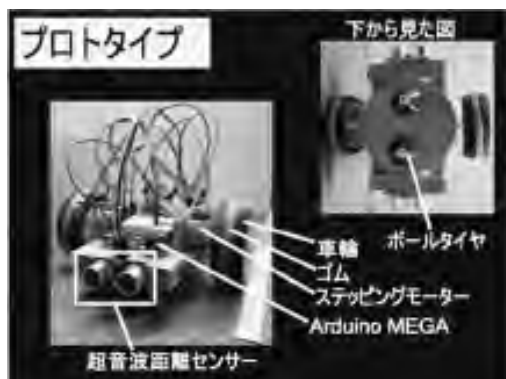 プロトタイプ
下から見た図
車輪
ボールタイヤ
ゴム
ステッピングモーター
Arduino MEGA
超音波距離センサー